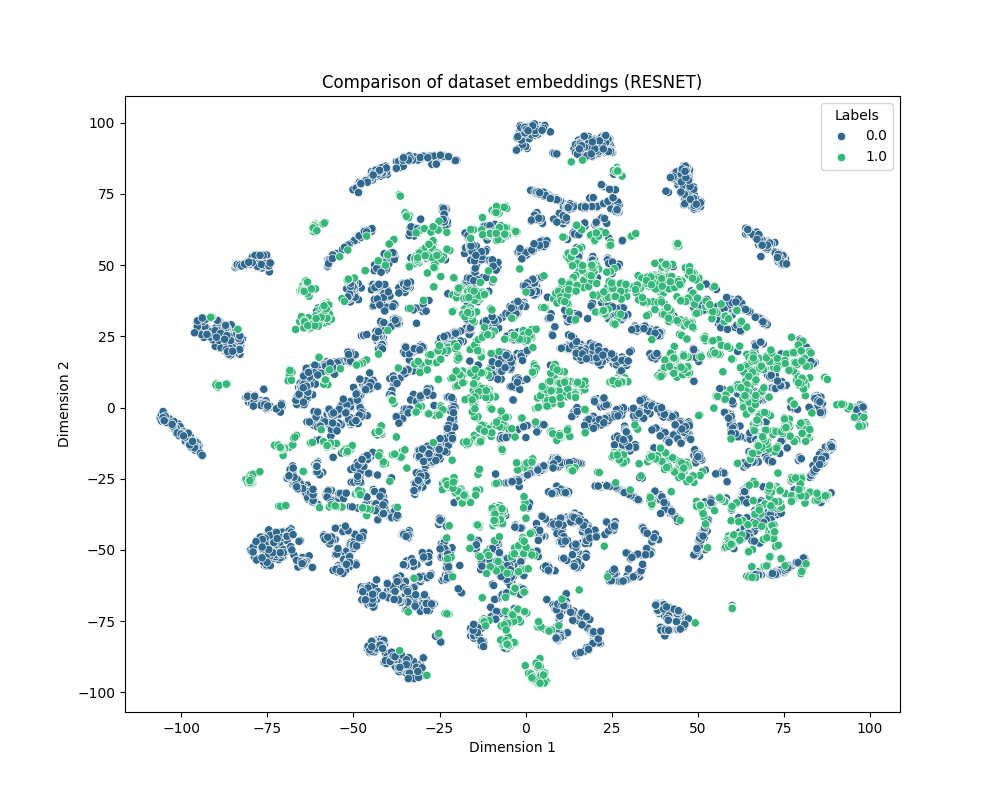 Comparison of dataset embeddings (RESNET)
Labels
0.0
1.0
100
75
50
25
0
−25
−50
−75
−100
Dimension 2
−100 −75 −50 −25 0 25 50 75 100
Dimension 1